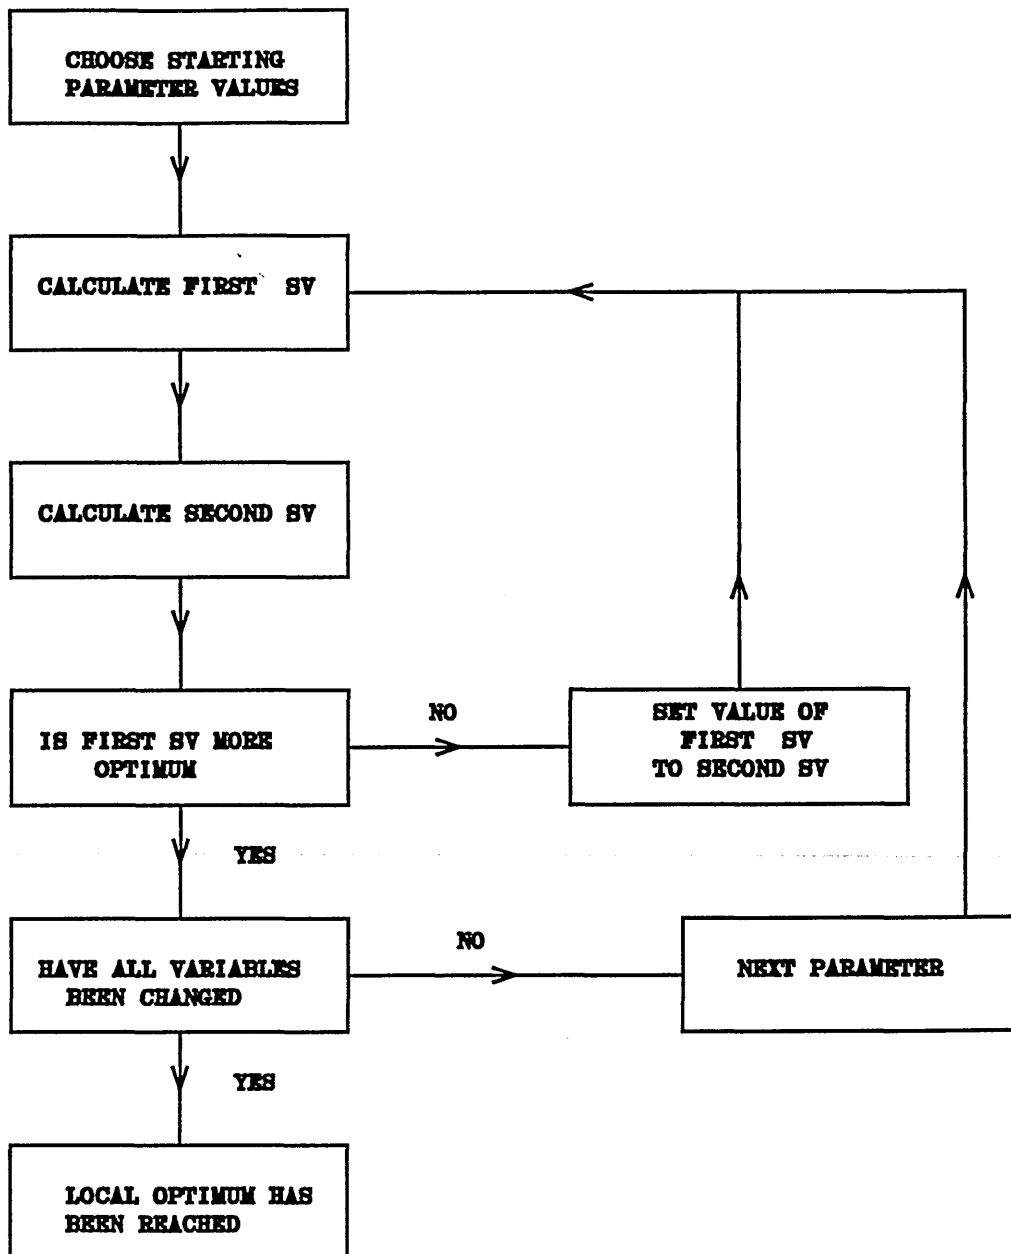 CHOOSE STARTING
PARAMETER VALUES
CALCULATE FIRST SV
CALCULATE SECOND SV
IS FIRST SV MORE
OPTIMUM
NO
SET VALUE OF
FIRST SV
TO SECOND SV
YES
HAVE ALL VARIABLES
BEEN CHANGED
NO
NEXT PARAMETER
YES
LOCAL OPTIMUM HAS
BEEN REACHED